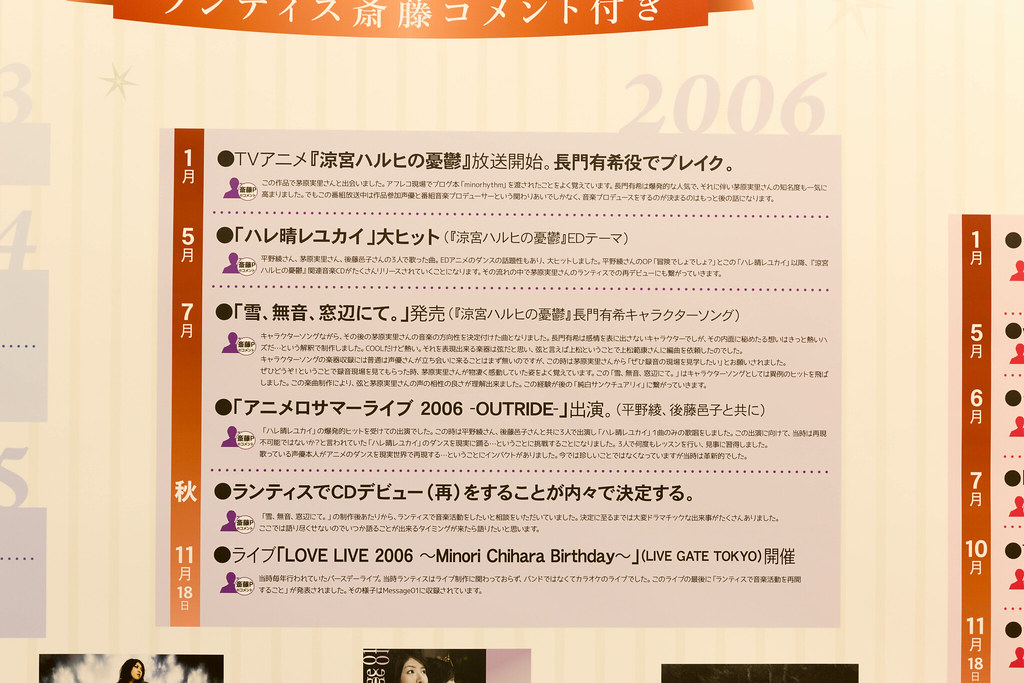 ランティス斎藤コメント付き
2006
1月
●TVアニメ『涼宮ハルヒの憂鬱』放送開始。長門有希役でブレイク。
斎藤P コメント
この作品で茅原実里さんと出会いました。アフレコ現場でブログ本「minorhythm」を渡されたことをよく覚えています。長門有希は爆発的な人気で、それに伴い茅原実里さんの知名度も一気に
高まりました。でもこの番組放送中は作品参加声優と番組音楽プロデューサーという関わりあいでしかなく、音楽プロデュースをするのが決まるのはもっと後の話になります。
5月
●「ハレ晴レユカイ」大ヒット(『涼宮ハルヒの憂鬱』EDテーマ)
斎藤P コメント
平野綾さん、茅原実里さん、後藤邑子さんの3人で歌った曲。EDアニメのダンスの話題性もあり、大ヒットしました。平野綾さんのOP「冒険でしょでしょ?」とこの「ハレ晴レユカイ」以降、『涼宮
ハルヒの憂鬱』関連音楽CDがたくさんリリースされていくことになります。その流れの中で茅原実里さんのランティスでの再デビューにも繋がっていきます。
7月
●「雪、無音、窓辺にて。」発売(『涼宮ハルヒの憂鬱』長門有希キャラクターソング)
斎藤P コメント
キャラクターソングながら、その後の茅原実里さんの音楽の方向性を決定付けた曲となりました。長門有希は感情を表に出さないキャラクターでしが、その内面に秘めたる想いはきっと熱いハ
ズだ…という解釈で制作しました。COOLだけど熱い。それを表現出来る楽器は弦だと思い、弦と言えば上松ということで上松範康さんに編曲を依頼したのでした。
キャラクターソングの楽器収録には普通は声優さんが立ち会いに来ることはまず無いのですが、この時は茅原実里さんから「ぜひ録音の現場を見学したい」とお願いされました。
ぜひどうぞ!ということで録音現場を見てもらった時、茅原実里さんが物凄く感動していた姿をよく覚えています。この「雪、無音、窓辺にて。」はキャラクターソングとしては異例のヒットを飛ば
しました。この楽曲制作により、弦と茅原実里さんの声の相性の良さが理解出来ました。この経験が後の「純白サンクチュアリィ」に繋がっていきます。
●「アニメロサマーライブ 2006 -OUTRIDE-」出演。(平野綾、後藤邑子と共に)
斎藤P コメント
「ハレ晴レユカイ」の爆発的ヒットを受けての出演でした。この時は平野綾さん、後藤邑子さんと共に3人で出演し「ハレ晴レユカイ」1曲のみの歌唱をしました。この出演に向けて、当時は再現
不可能ではないか?と言われていた「ハレ晴レユカイ」のダンスを現実に踊る…ということに挑戦することになりました。3人で何度もレッスンを行い、見事に習得しました。
歌っている声優本人がアニメのダンスを現実世界で再現する…ということにインパクトがありました。今では珍しいことではなくなっていますが当時は革新的でした。
秋
●ランティスでCDデビュー(再)をすることが内々で決定する。
斎藤P コメント
「雪、無音、窓辺にて。」の制作後あたりから、ランティスで音楽活動をしたいと相談をいただいていました。決定に至るまでは大変ドラマチックな出来事がたくさんありました。
ここでは語り尽くせないのでいつか語ることが出来るタイミングが来たら語りたいと思います。
11月18日
●ライブ「LOVE LIVE 2006 〜Minori Chihara Birthday〜」(LIVE GATE TOKYO)開催
斎藤P コメント
当時毎年行われていたバースデーライブ。当時ランティスはライブ制作に関わっておらず、バンドではなくてカラオケのライブでした。このライブの最後に「ランティスで音楽活動を再開
すること」が発表されました。その様子はMessage01に収録されています。
3
4
5
1月
●
5月
●
6月
●
7月
●
10月
●
11月18日
●